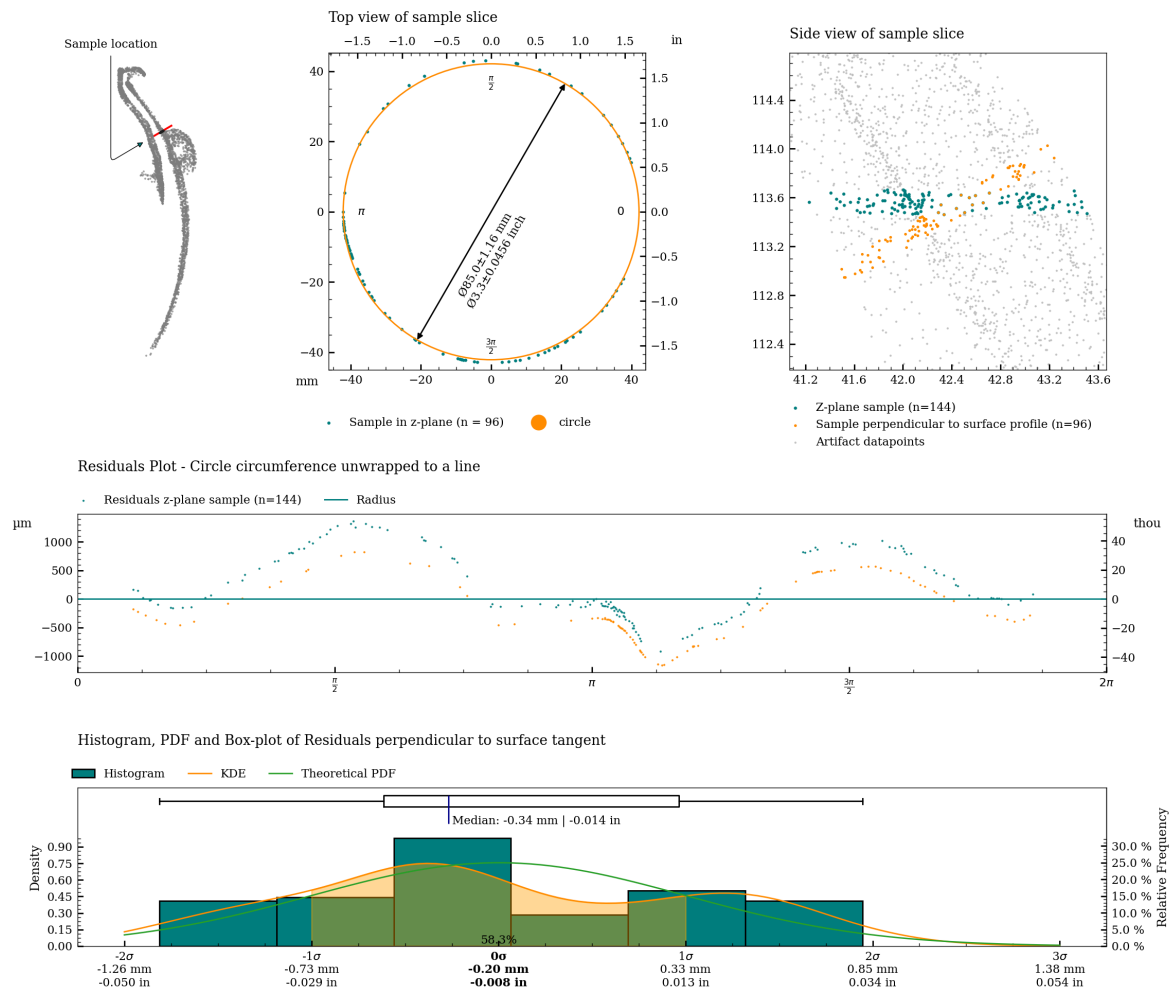 Sample location
Top view of sample slice
−1.5 −1.0 −0.5 0.0 0.5 1.0 1.5 in
40
20
0
−20
−40
mm
−40 −20 0 20 40
1.5
1.0
0.5
0.0
−0.5
−1.0
−1.5
π/2
π
0
3π/2
Ø85.0±1.16 mm
Ø3.3±0.0456 inch
Sample in z-plane (n = 96)
circle
Side view of sample slice
114.4
114.0
113.6
113.2
112.8
112.4
41.2 41.6 42.0 42.4 42.8 43.2 43.6
Z-plane sample (n=144)
Sample perpendicular to surface profile (n=96)
Artifact datapoints
Residuals Plot - Circle circumference unwrapped to a line
Residuals z-plane sample (n=144)
Radius
µm
1000
500
0
−500
−1000
thou
40
20
0
−20
−40
0 π/2 π 3π/2 2π
Histogram, PDF and Box-plot of Residuals perpendicular to surface tangent
Histogram
KDE
Theoretical PDF
Median: -0.34 mm | -0.014 in
Density
0.90
0.75
0.60
0.45
0.30
0.15
0.00
30.0 %
25.0 %
20.0 %
15.0 %
10.0 %
5.0 %
0.0 %
Relative Frequency
58.3%
-2σ -1σ 0σ 1σ 2σ 3σ
-1.26 mm -0.73 mm -0.20 mm 0.33 mm 0.85 mm 1.38 mm
-0.050 in -0.029 in -0.008 in 0.013 in 0.034 in 0.054 in